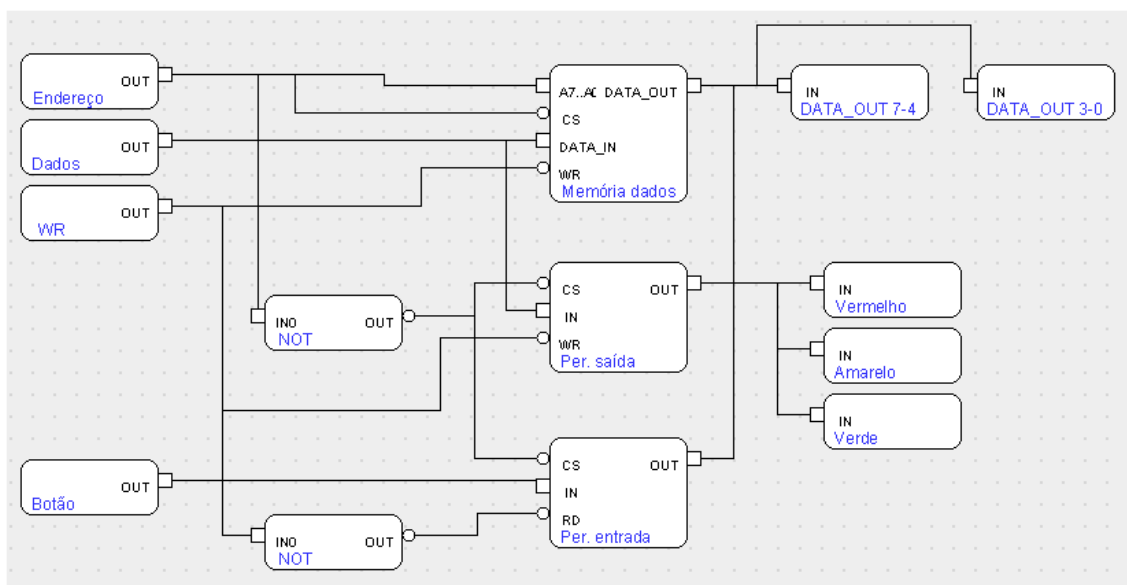 OUT
Endereço
OUT
Dados
OUT
WR
A7..A0 DATA_OUT
CS
DATA_IN
WR
Memória dados
IN
DATA_OUT 7-4
IN
DATA_OUT 3-0
IN0 OUT
NOT
CS OUT
IN
WR
Per. saída
IN
Vermelho
IN
Amarelo
IN
Verde
OUT
Botão
IN0 OUT
NOT
CS OUT
IN
RD
Per. entrada